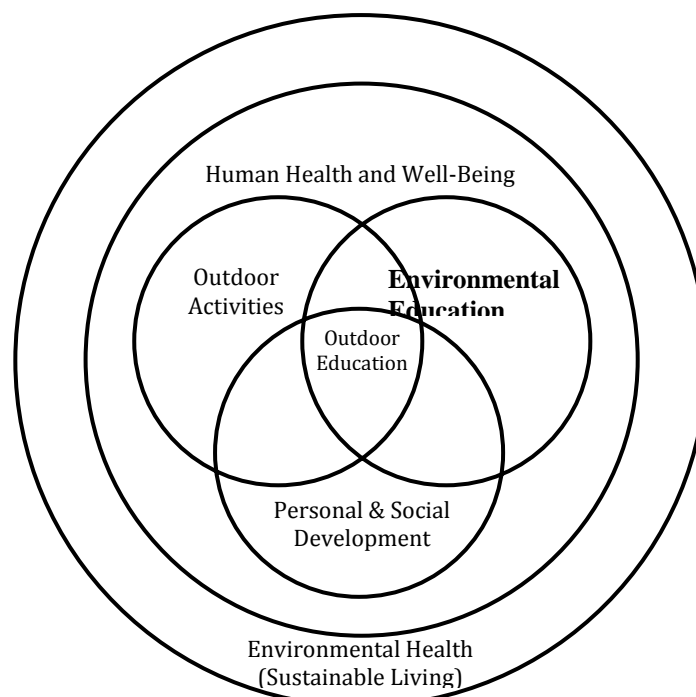 Human Health and Well-Being
Outdoor
Activities
Environmental
Education
Outdoor
Education
Personal & Social
Development
Environmental Health
(Sustainable Living)